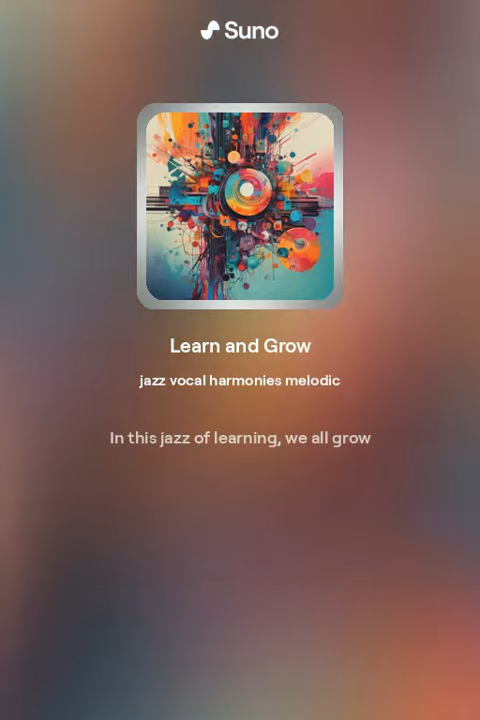 Suno
Learn and Grow
jazz vocal harmonies melodic
In this jazz of learning, we all grow